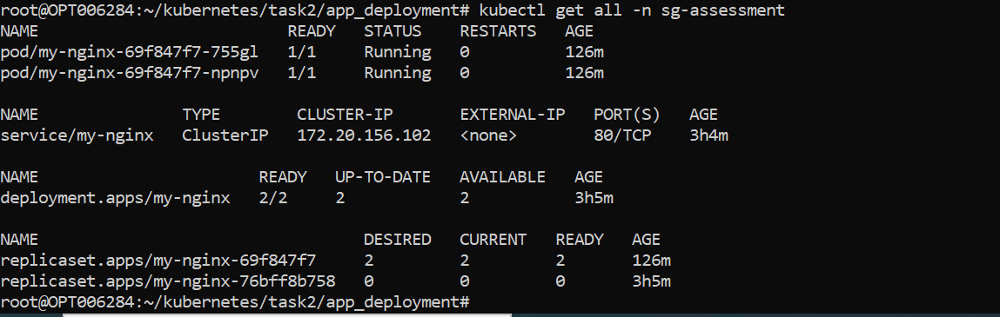 root@OPT006284:~/kubernetes/task2/app_deployment# kubectl get all -n sg-assessment
NAME READY STATUS RESTARTS AGE
pod/my-nginx-69f847f7-755gl 1/1 Running 0 126m
pod/my-nginx-69f847f7-npnpv 1/1 Running 0 126m
NAME TYPE CLUSTER-IP EXTERNAL-IP PORT(S) AGE
service/my-nginx ClusterIP 172.20.156.102 <none> 80/TCP 3h4m
NAME READY UP-TO-DATE AVAILABLE AGE
deployment.apps/my-nginx 2/2 2 2 3h5m
NAME DESIRED CURRENT READY AGE
replicaset.apps/my-nginx-69f847f7 2 2 2 126m
replicaset.apps/my-nginx-76bff8b758 0 0 0 3h5m
root@OPT006284:~/kubernetes/task2/app_deployment#